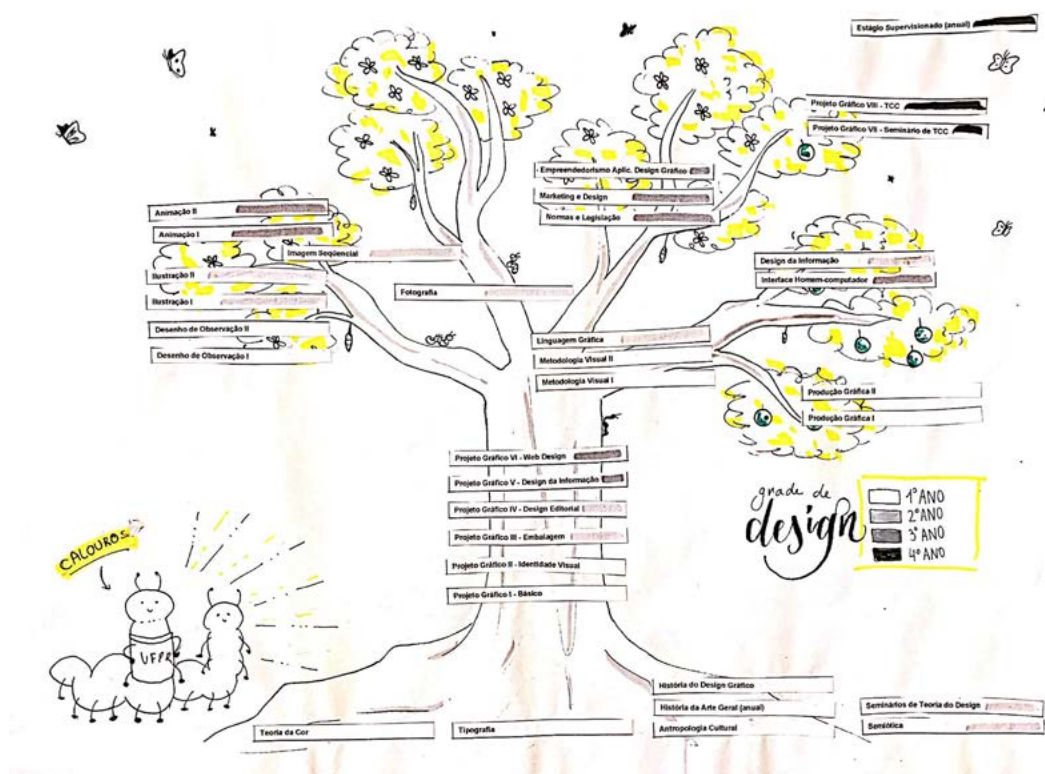 Estágio Supervisionado (anual)
Projeto Gráfico VIII - TCC
Projeto Gráfico VII - Seminário de TCC
Empreendedorismo Aplic. Design Gráfico
Marketing e Design
Normas e Legislação
Animação II
Animação I
Imagem Seqüencial
Ilustração II
Ilustração I
Desenho de Observação II
Desenho de Observação I
Fotografia
Design da Informação
Interface Homem-computador
Linguagem Gráfica
Metodologia Visual II
Metodologia Visual I
Produção Gráfica II
Produção Gráfica I
Projeto Gráfico VI - Web Design
Projeto Gráfico V - Design da Informação
Projeto Gráfico IV - Design Editorial
Projeto Gráfico III - Embalagem
Projeto Gráfico II - Identidade Visual
Projeto Gráfico I - Básico
grade de
design
1º ANO
2º ANO
3º ANO
4º ANO
CALOUROS
UFPR
História do Design Gráfico
História da Arte Geral (anual)
Antropologia Cultural
Teoria da Cor
Tipografia
Seminários de Teoria do Design
Semiótica